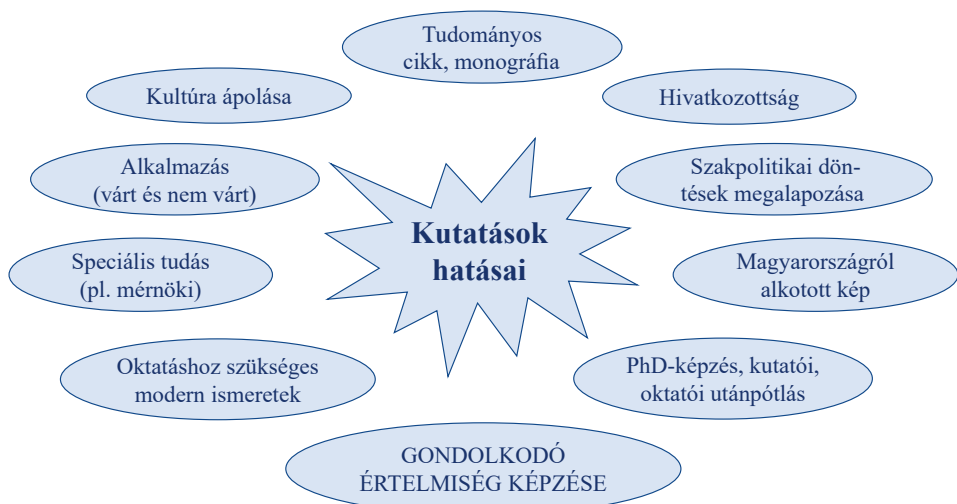 Tudományos
cikk, monográfia
Kultúra ápolása
Hivatkozottság
Alkalmazás
(várt és nem várt)
Szakpolitikai dön-
tések megalapozása
Kutatások
hatásai
Speciális tudás
(pl. mérnöki)
Magyarországról
alkotott kép
Oktatáshoz szükséges
modern ismeretek
PhD-képzés, kutatói,
oktatói utánpótlás
GONDOLKODÓ
ÉRTELMISÉG KÉPZÉSE